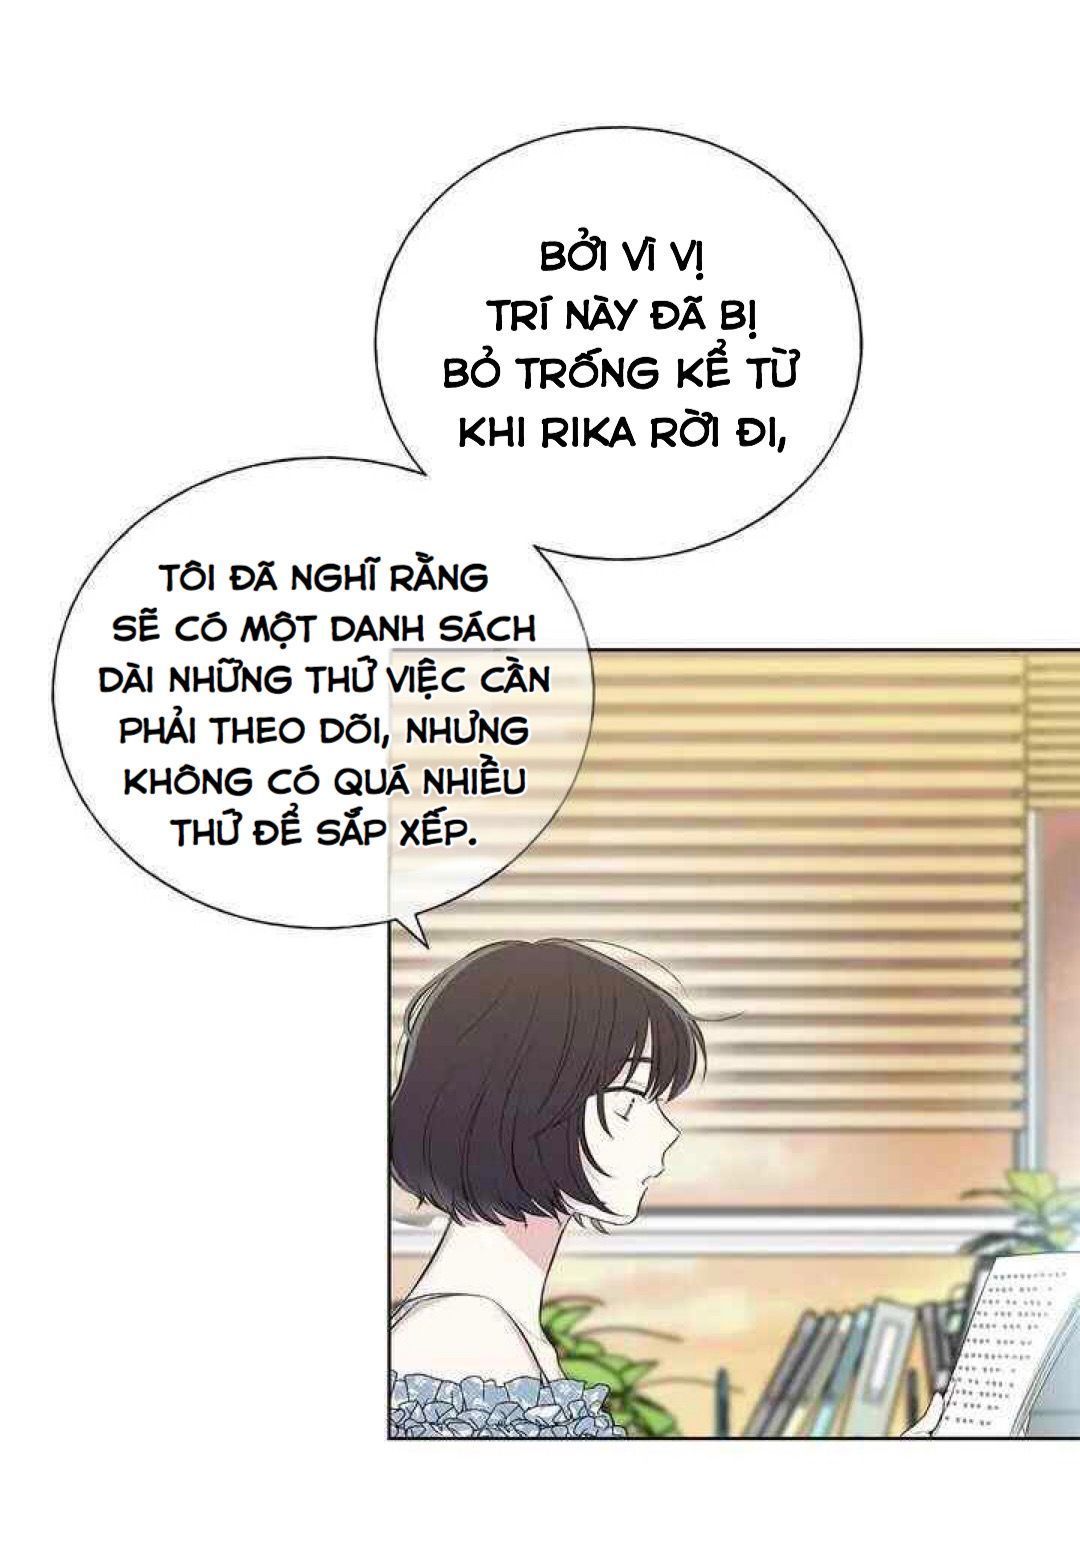 BỞI VÌ VỊ
TRÍ NÀY ĐÃ BỊ
BỎ TRỐNG KỂ TỪ
KHI RIKA RỜI ĐI,
TÔI ĐÃ NGHĨ RẰNG
SẼ CÓ MỘT DANH SÁCH
DÀI NHỮNG THỨ VIỆC CẦN
PHẢI THEO DÕI, NHƯNG
KHÔNG CÓ QUÁ NHIỀU
THỨ ĐỂ SẮP XẾP.